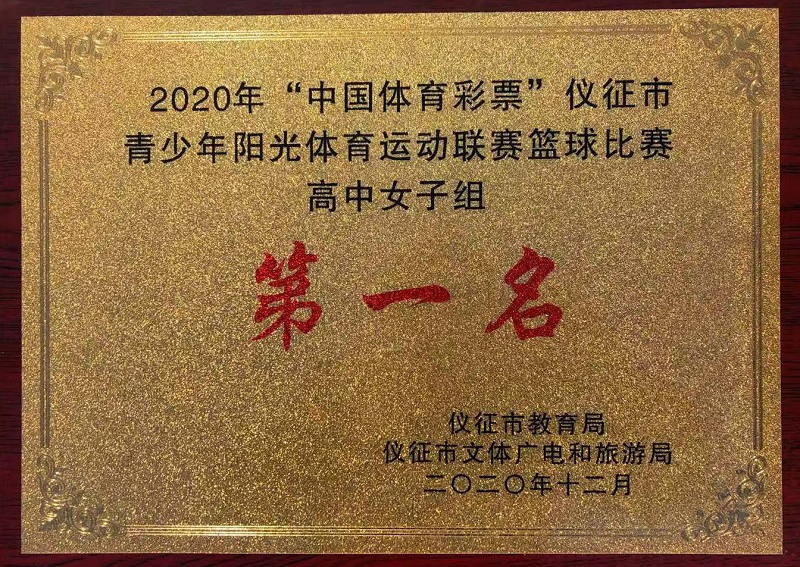 2020年“中国体育彩票”仪征市
青少年阳光体育运动联赛篮球比赛
高中女子组
第一名
仪征市教育局
仪征市文体广电和旅游局
二〇二〇年十二月